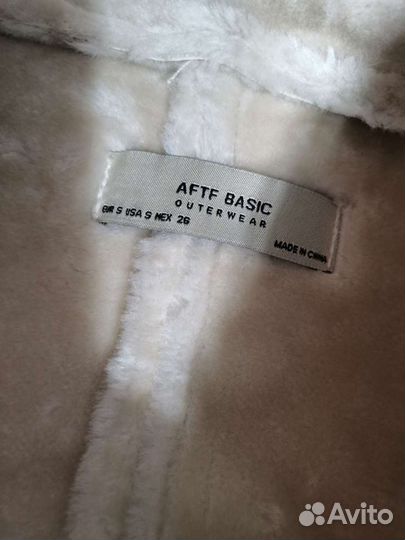 AFTF BASIC
OUTERWEAR
EUR S USA S MEX 26
MADE IN CHINA
Avito